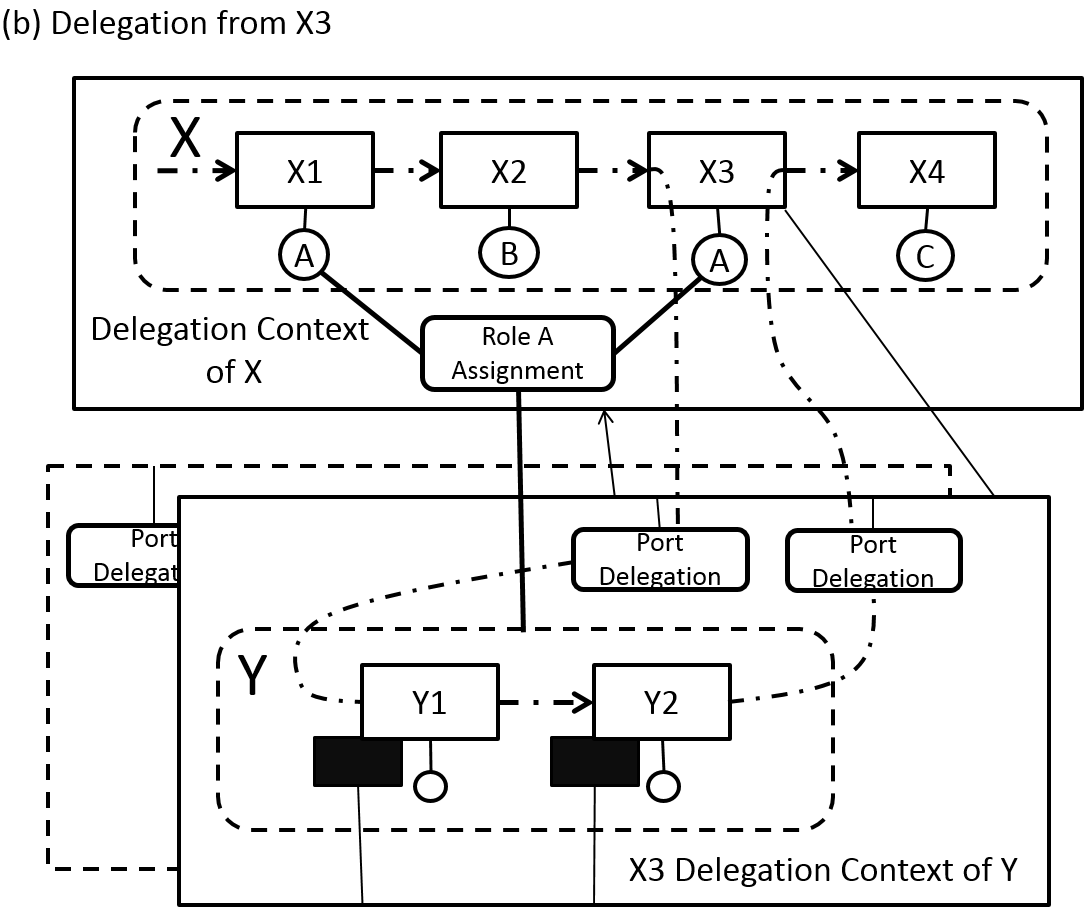 (b) Delegation from X3
X
X1
X2
X3
X4
A
B
A
C
Delegation Context
of X
Role A
Assignment
Port
Delegat
Port
Delegation
Port
Delegation
Y
Y1
Y2
X3 Delegation Context of Y